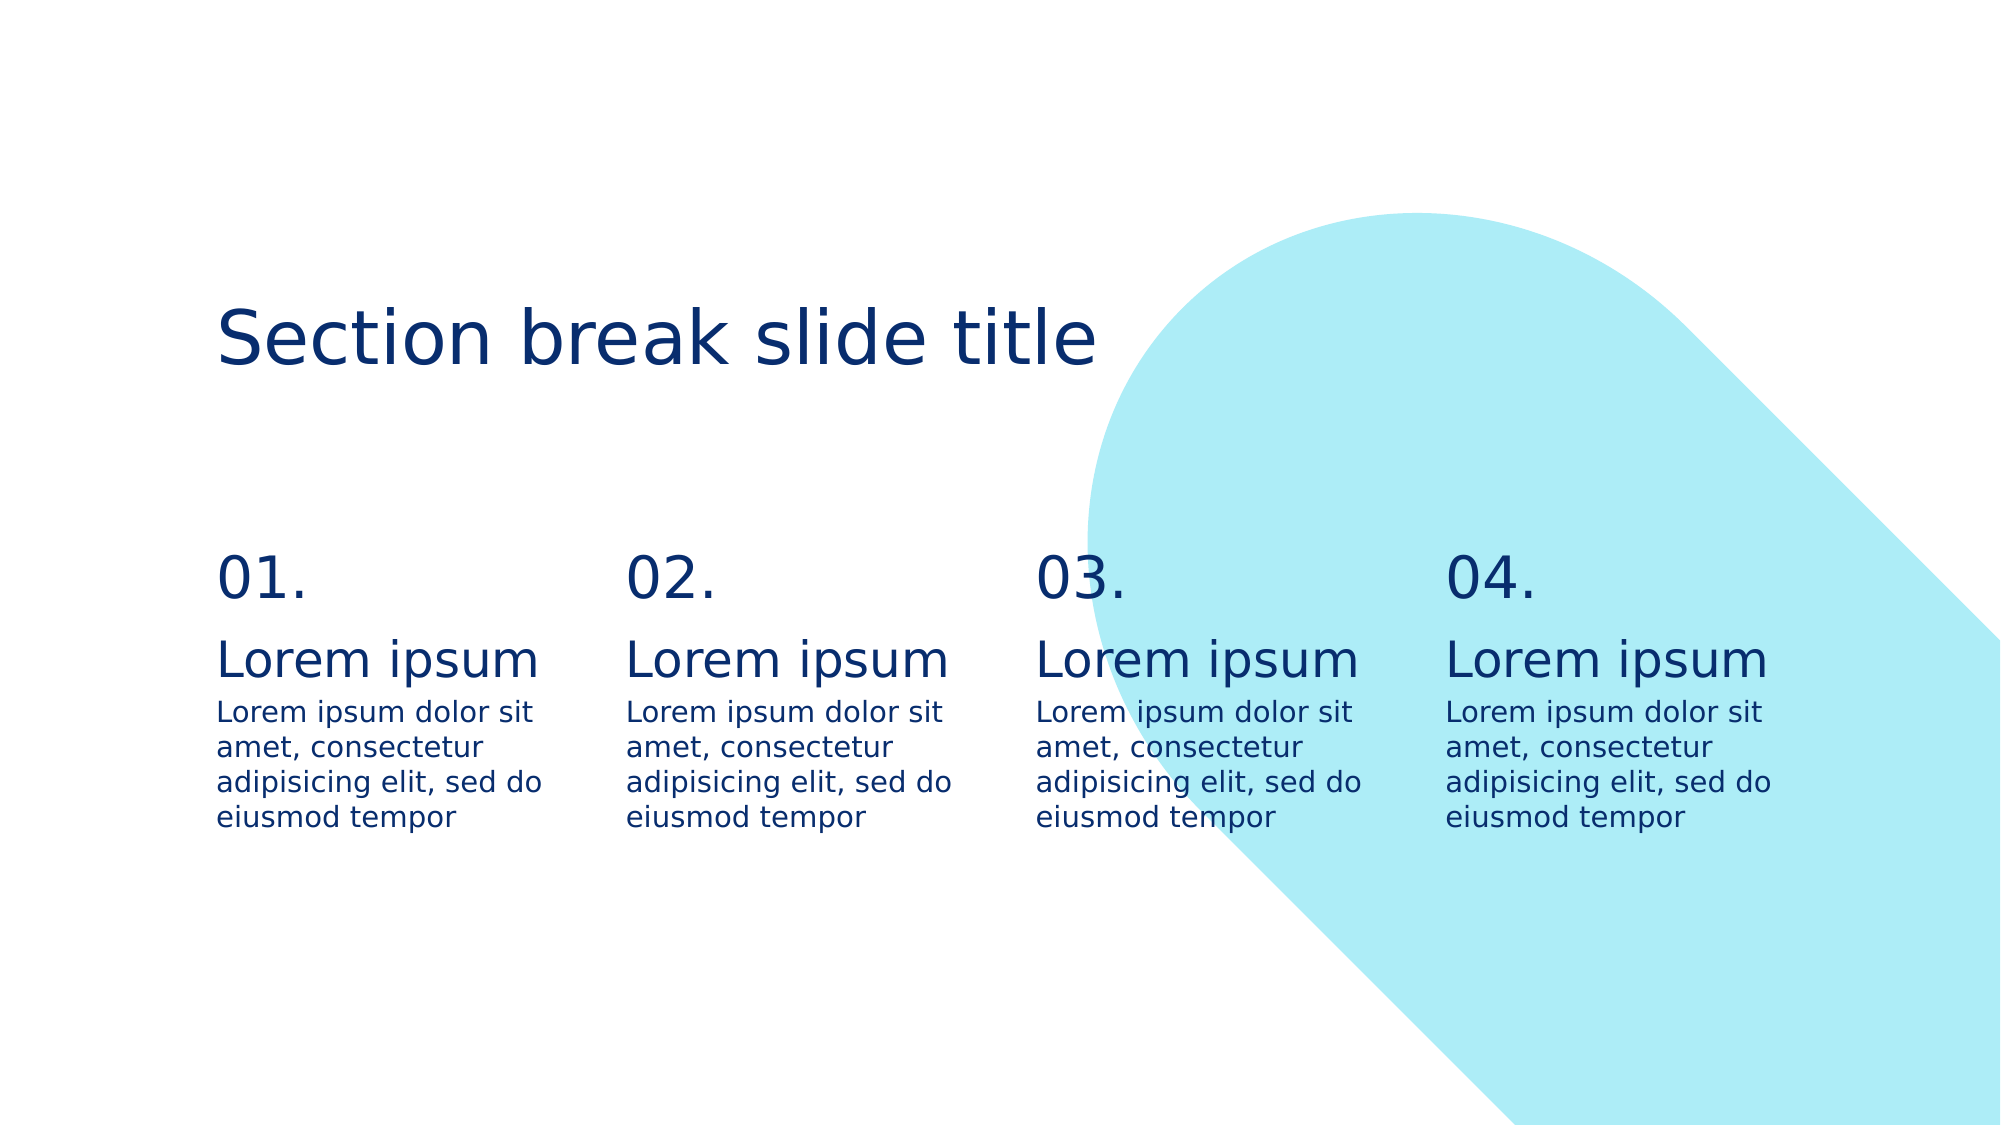 Section break slide title
01.
Lorem ipsum
Lorem ipsum dolor sit
amet, consectetur
adipisicing elit, sed do
eiusmod tempor
02.
Lorem ipsum
Lorem ipsum dolor sit
amet, consectetur
adipisicing elit, sed do
eiusmod tempor
03.
Lorem ipsum
Lorem ipsum dolor sit
amet, consectetur
adipisicing elit, sed do
eiusmod tempor
04.
Lorem ipsum
Lorem ipsum dolor sit
amet, consectetur
adipisicing elit, sed do
eiusmod tempor